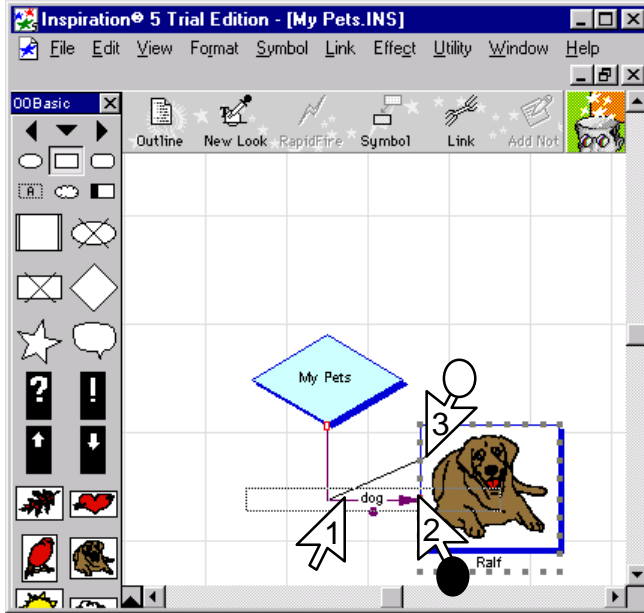 Inspiration® 5 Trial Edition - [My Pets.INS]
File Edit View Format Symbol Link Effect Utility Window Help
00Basic
Outline New Look RapidFire Symbol Link Add Not
A
? !
My Pets
3
dog
1 2
Ralf